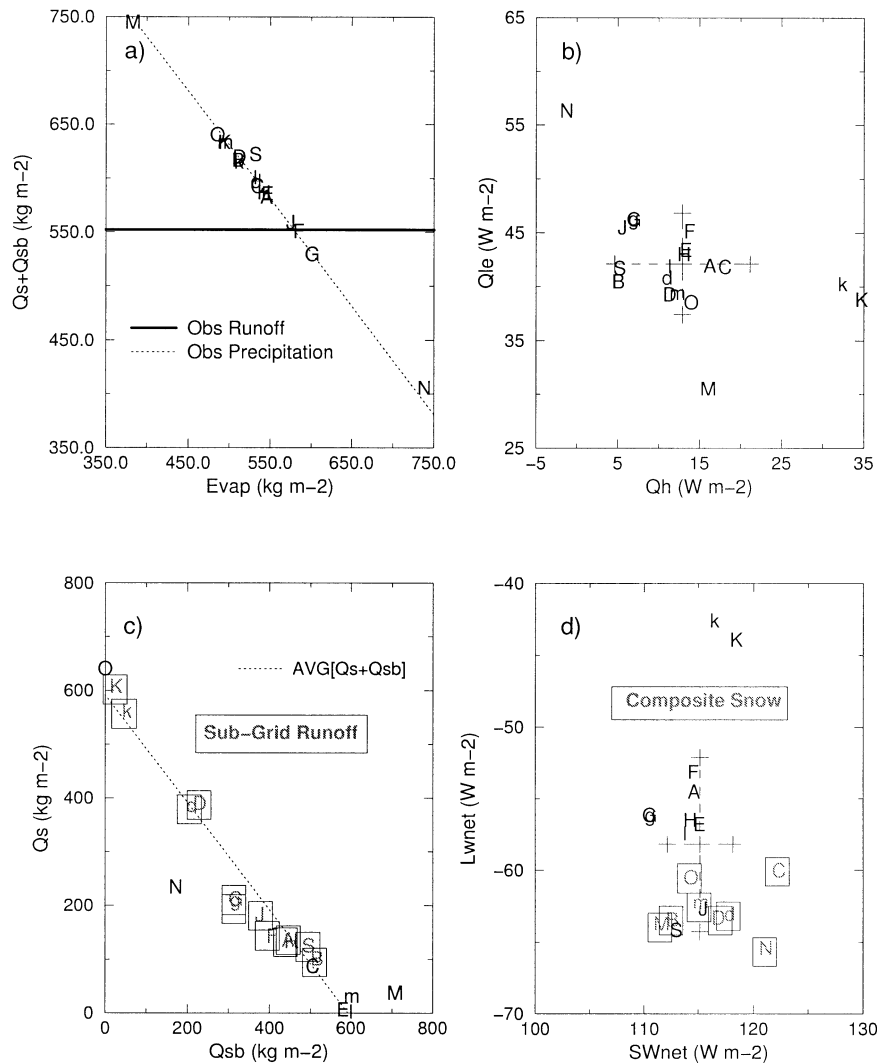 a)
750.0
650.0
550.0
450.0
350.0
Qs+Qsb (kg m−2)
M
O
K
m
D
S
C
E
A
L
F
G
N
Obs Runoff
Obs Precipitation
350.0
450.0
550.0
650.0
750.0
Evap (kg m−2)
b)
65
55
45
35
25
Qle (W m−2)
N
G
g
J
F
E
H
S
B
A
C
d
D
m
O
k
K
M
−5
5
15
25
35
Qh (W m−2)
c)
800
600
400
200
0
Qs (kg m−2)
O
K
k
AVG[Qs+Qsb]
Sub−Grid Runoff
d
D
N
G
g
J
F
A
H
S
B
C
E
m
I
M
0
200
400
600
800
Qsb (kg m−2)
d)
−40
−50
−60
−70
Lwnet (W m−2)
k
K
Composite Snow
F
A
G
g
H
E
I
O
C
m
J
M
B
S
D
d
N
100
110
120
130
SWnet (W m−2)